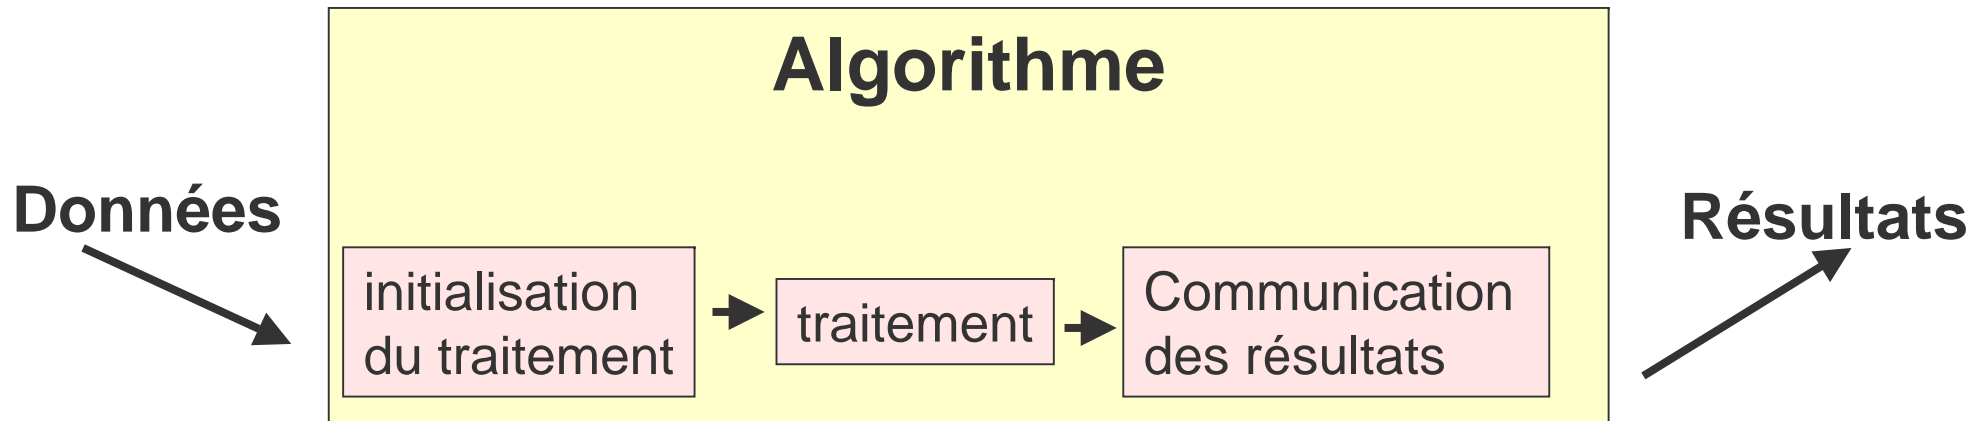 Algorithme
Données
Résultats
initialisation
du traitement
traitement
Communication
des résultats